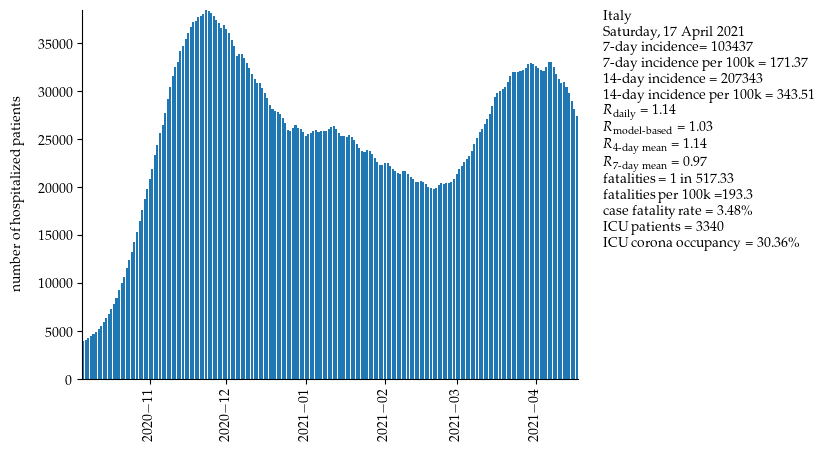 35000
30000
25000
20000
15000
10000
5000
0
number of hospitalized patients
2020−11
2020−12
2021−01
2021−02
2021−03
2021−04
Italy
Saturday, 17 April 2021
7-day incidence= 103437
7-day incidence per 100k = 171.37
14-day incidence = 207343
14-day incidence per 100k = 343.51
R daily = 1.14
R model-based = 1.03
R 4-day mean = 1.14
R 7-day mean = 0.97
fatalities = 1 in 517.33
fatalities per 100k =193.3
case fatality rate = 3.48%
ICU patients = 3340
ICU corona occupancy = 30.36%